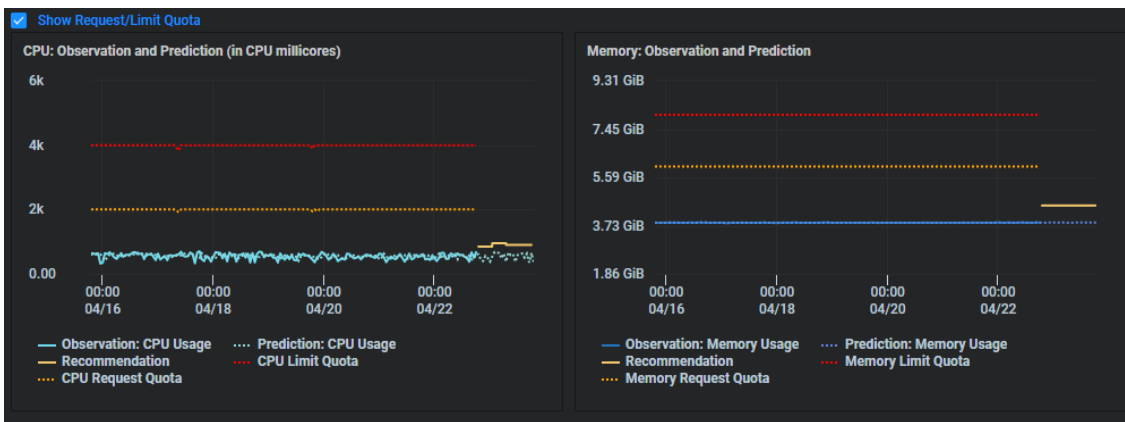 Show Request/Limit Quota
CPU: Observation and Prediction (in CPU millicores)
6k
4k
2k
0.00
00:00 00:00 00:00 00:00
04/16 04/18 04/20 04/22
Observation: CPU Usage Prediction: CPU Usage
Recommendation CPU Limit Quota
CPU Request Quota
Memory: Observation and Prediction
9.31 GiB
7.45 GiB
5.59 GiB
3.73 GiB
1.86 GiB
00:00 00:00 00:00 00:00
04/16 04/18 04/20 04/22
Observation: Memory Usage Prediction: Memory Usage
Recommendation Memory Limit Quota
Memory Request Quota